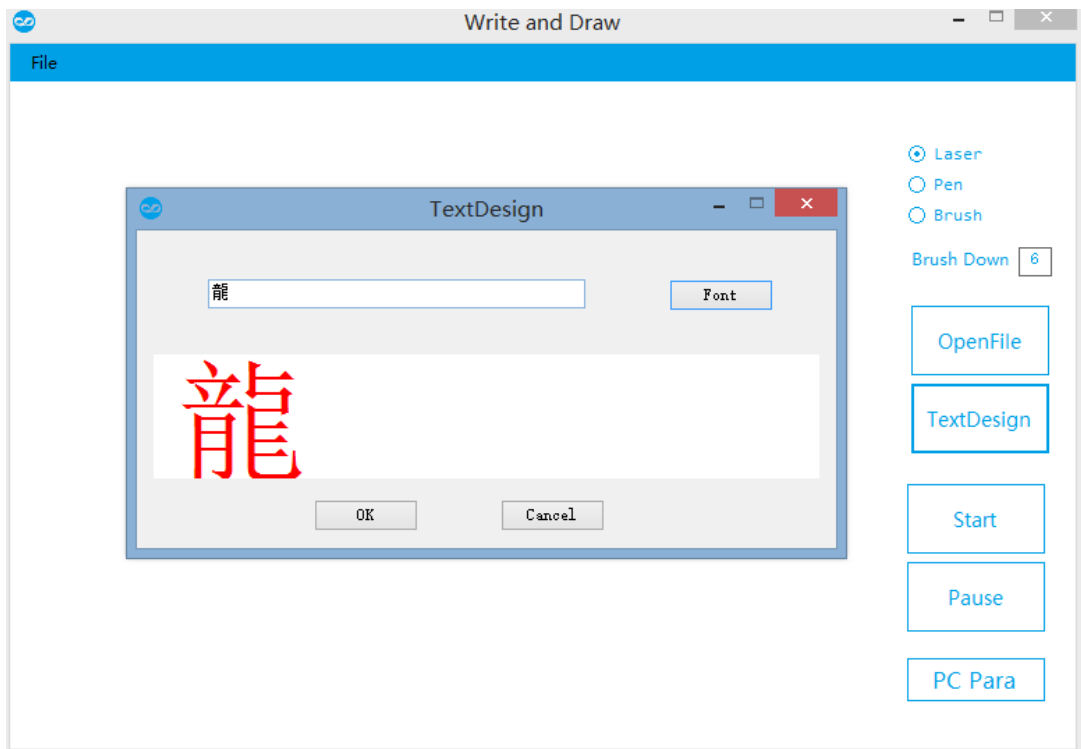 Write and Draw
File
Laser
Pen
Brush
Brush Down 6
OpenFile
TextDesign
Start
Pause
PC Para
TextDesign
龍
Font
龍
OK
Cancel